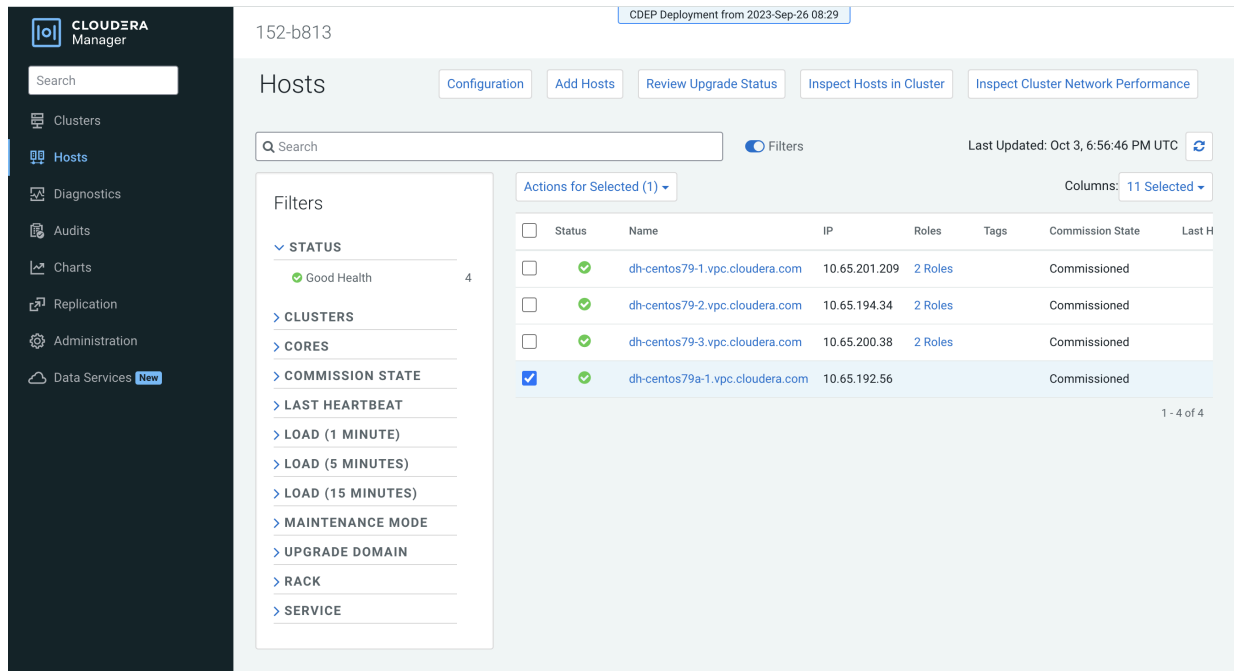 CLOUDERA
Manager
CDEP Deployment from 2023-Sep-26 08:29
152-b813
Search
Clusters
Hosts
Diagnostics
Audits
Charts
Replication
Administration
Data Services New
Hosts
Configuration
Add Hosts
Review Upgrade Status
Inspect Hosts in Cluster
Inspect Cluster Network Performance
Search
Filters
Last Updated: Oct 3, 6:56:46 PM UTC
Filters
STATUS
Good Health 4
CLUSTERS
CORES
COMMISSION STATE
LAST HEARTBEAT
LOAD (1 MINUTE)
LOAD (5 MINUTES)
LOAD (15 MINUTES)
MAINTENANCE MODE
UPGRADE DOMAIN
RACK
SERVICE
Actions for Selected (1)
Columns: 11 Selected
Status Name IP Roles Tags Commission State Last H
dh-centos79-1.vpc.cloudera.com 10.65.201.209 2 Roles Commissioned
dh-centos79-2.vpc.cloudera.com 10.65.194.34 2 Roles Commissioned
dh-centos79-3.vpc.cloudera.com 10.65.200.38 2 Roles Commissioned
dh-centos79a-1.vpc.cloudera.com 10.65.192.56 Commissioned
1 - 4 of 4